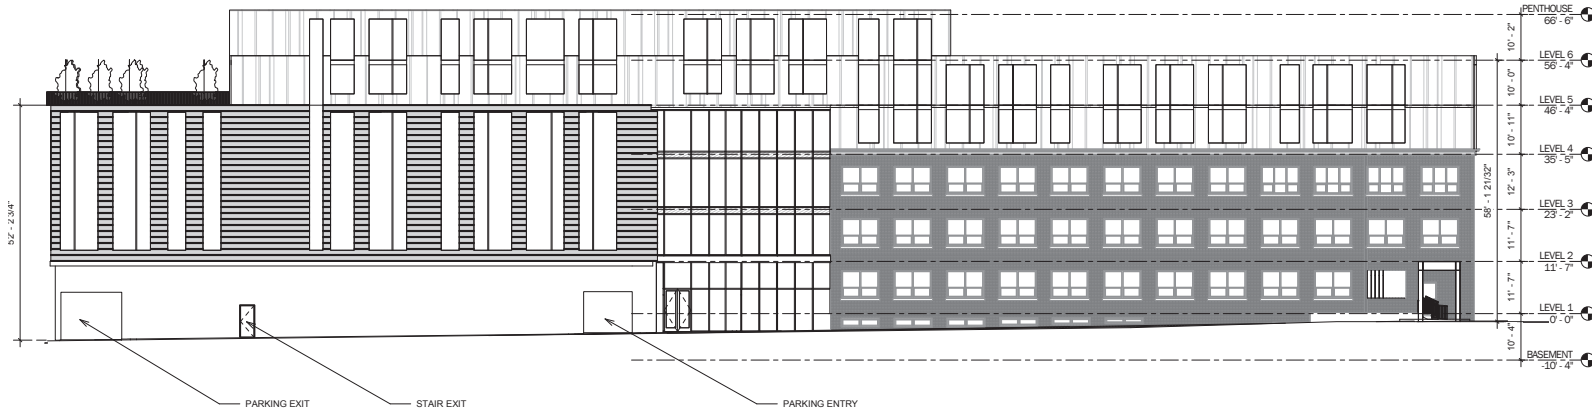 PENTHOUSE
66' - 6"
10' - 2"
LEVEL 6
56' - 4"
10' - 0"
LEVEL 5
46' - 4"
10' - 11"
LEVEL 4
35' - 5"
12' - 3"
LEVEL 3
23' - 2"
11' - 7"
LEVEL 2
11' - 7"
11' - 7"
LEVEL 1
0' - 0"
10' - 4"
BASEMENT
-10' - 4"
52' - 2 3/4"
58' - 1 21/32"
PARKING EXIT
STAIR EXIT
PARKING ENTRY